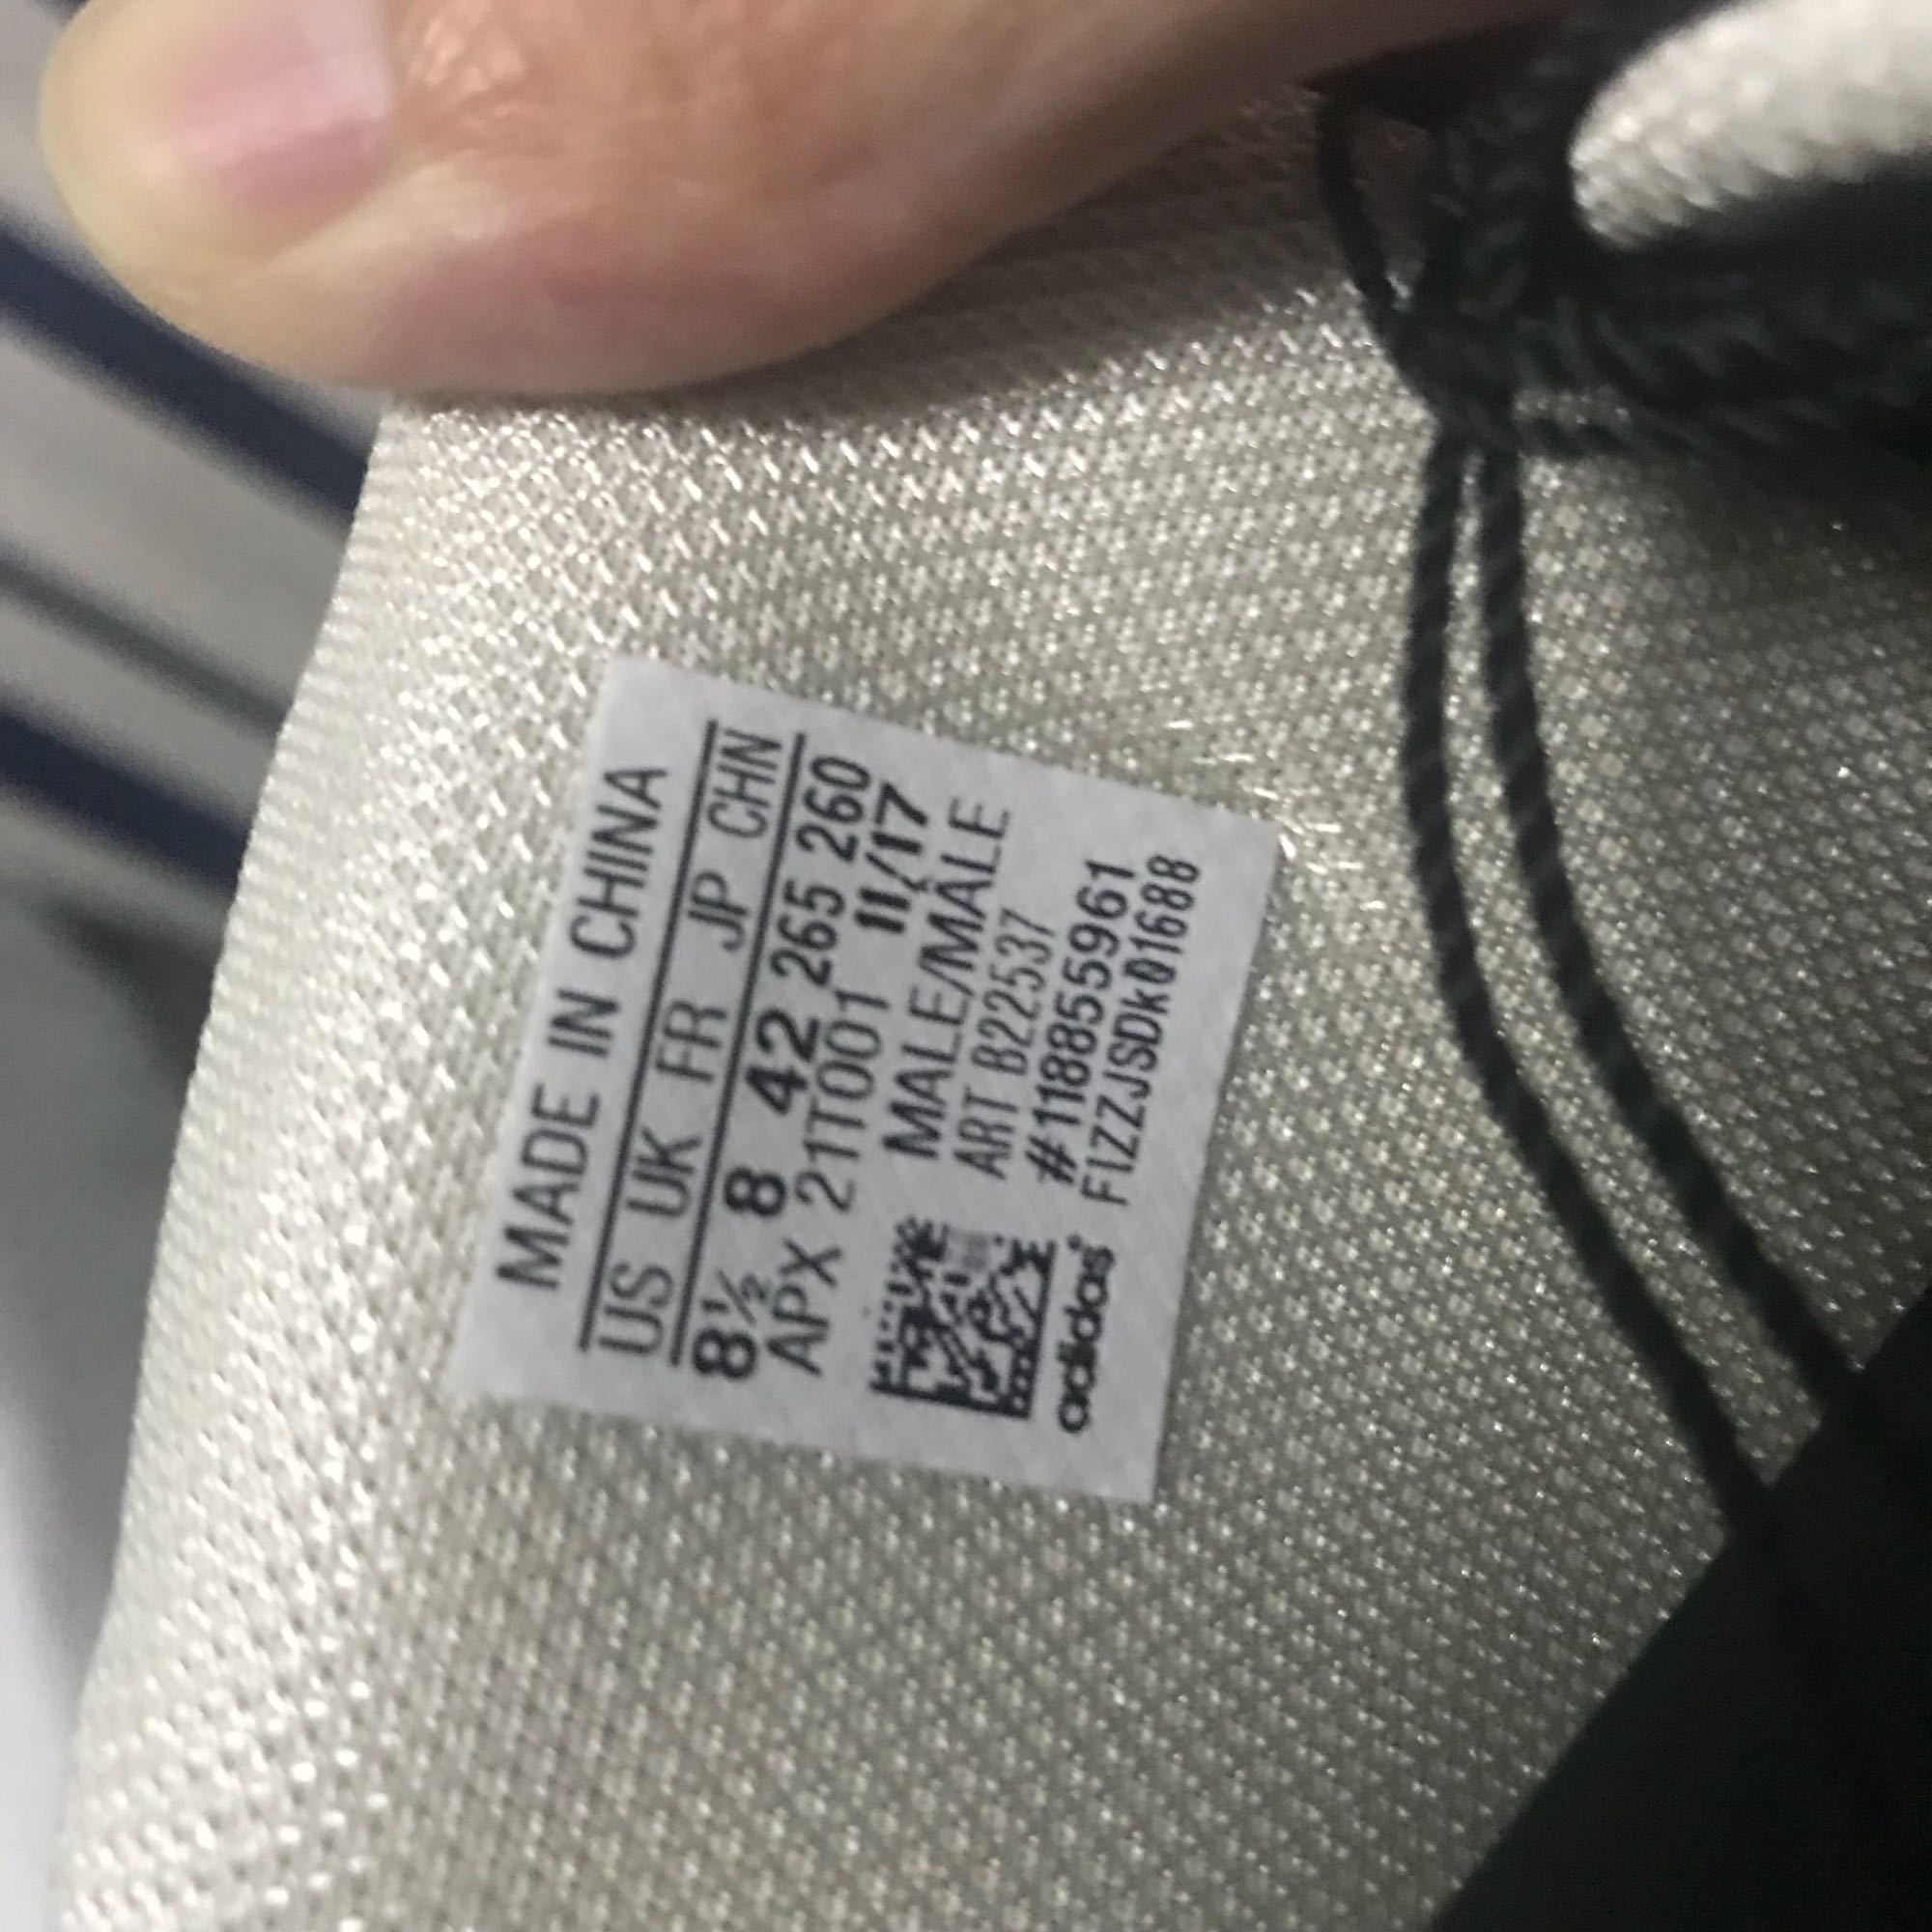 MADE IN CHINA
US UK FR JP CHN
8½ 8 42 265 260
APX 21T001 11/17
MALE/MÂLE
ART B22537
#118855961
adidas FIZZJSDk01688